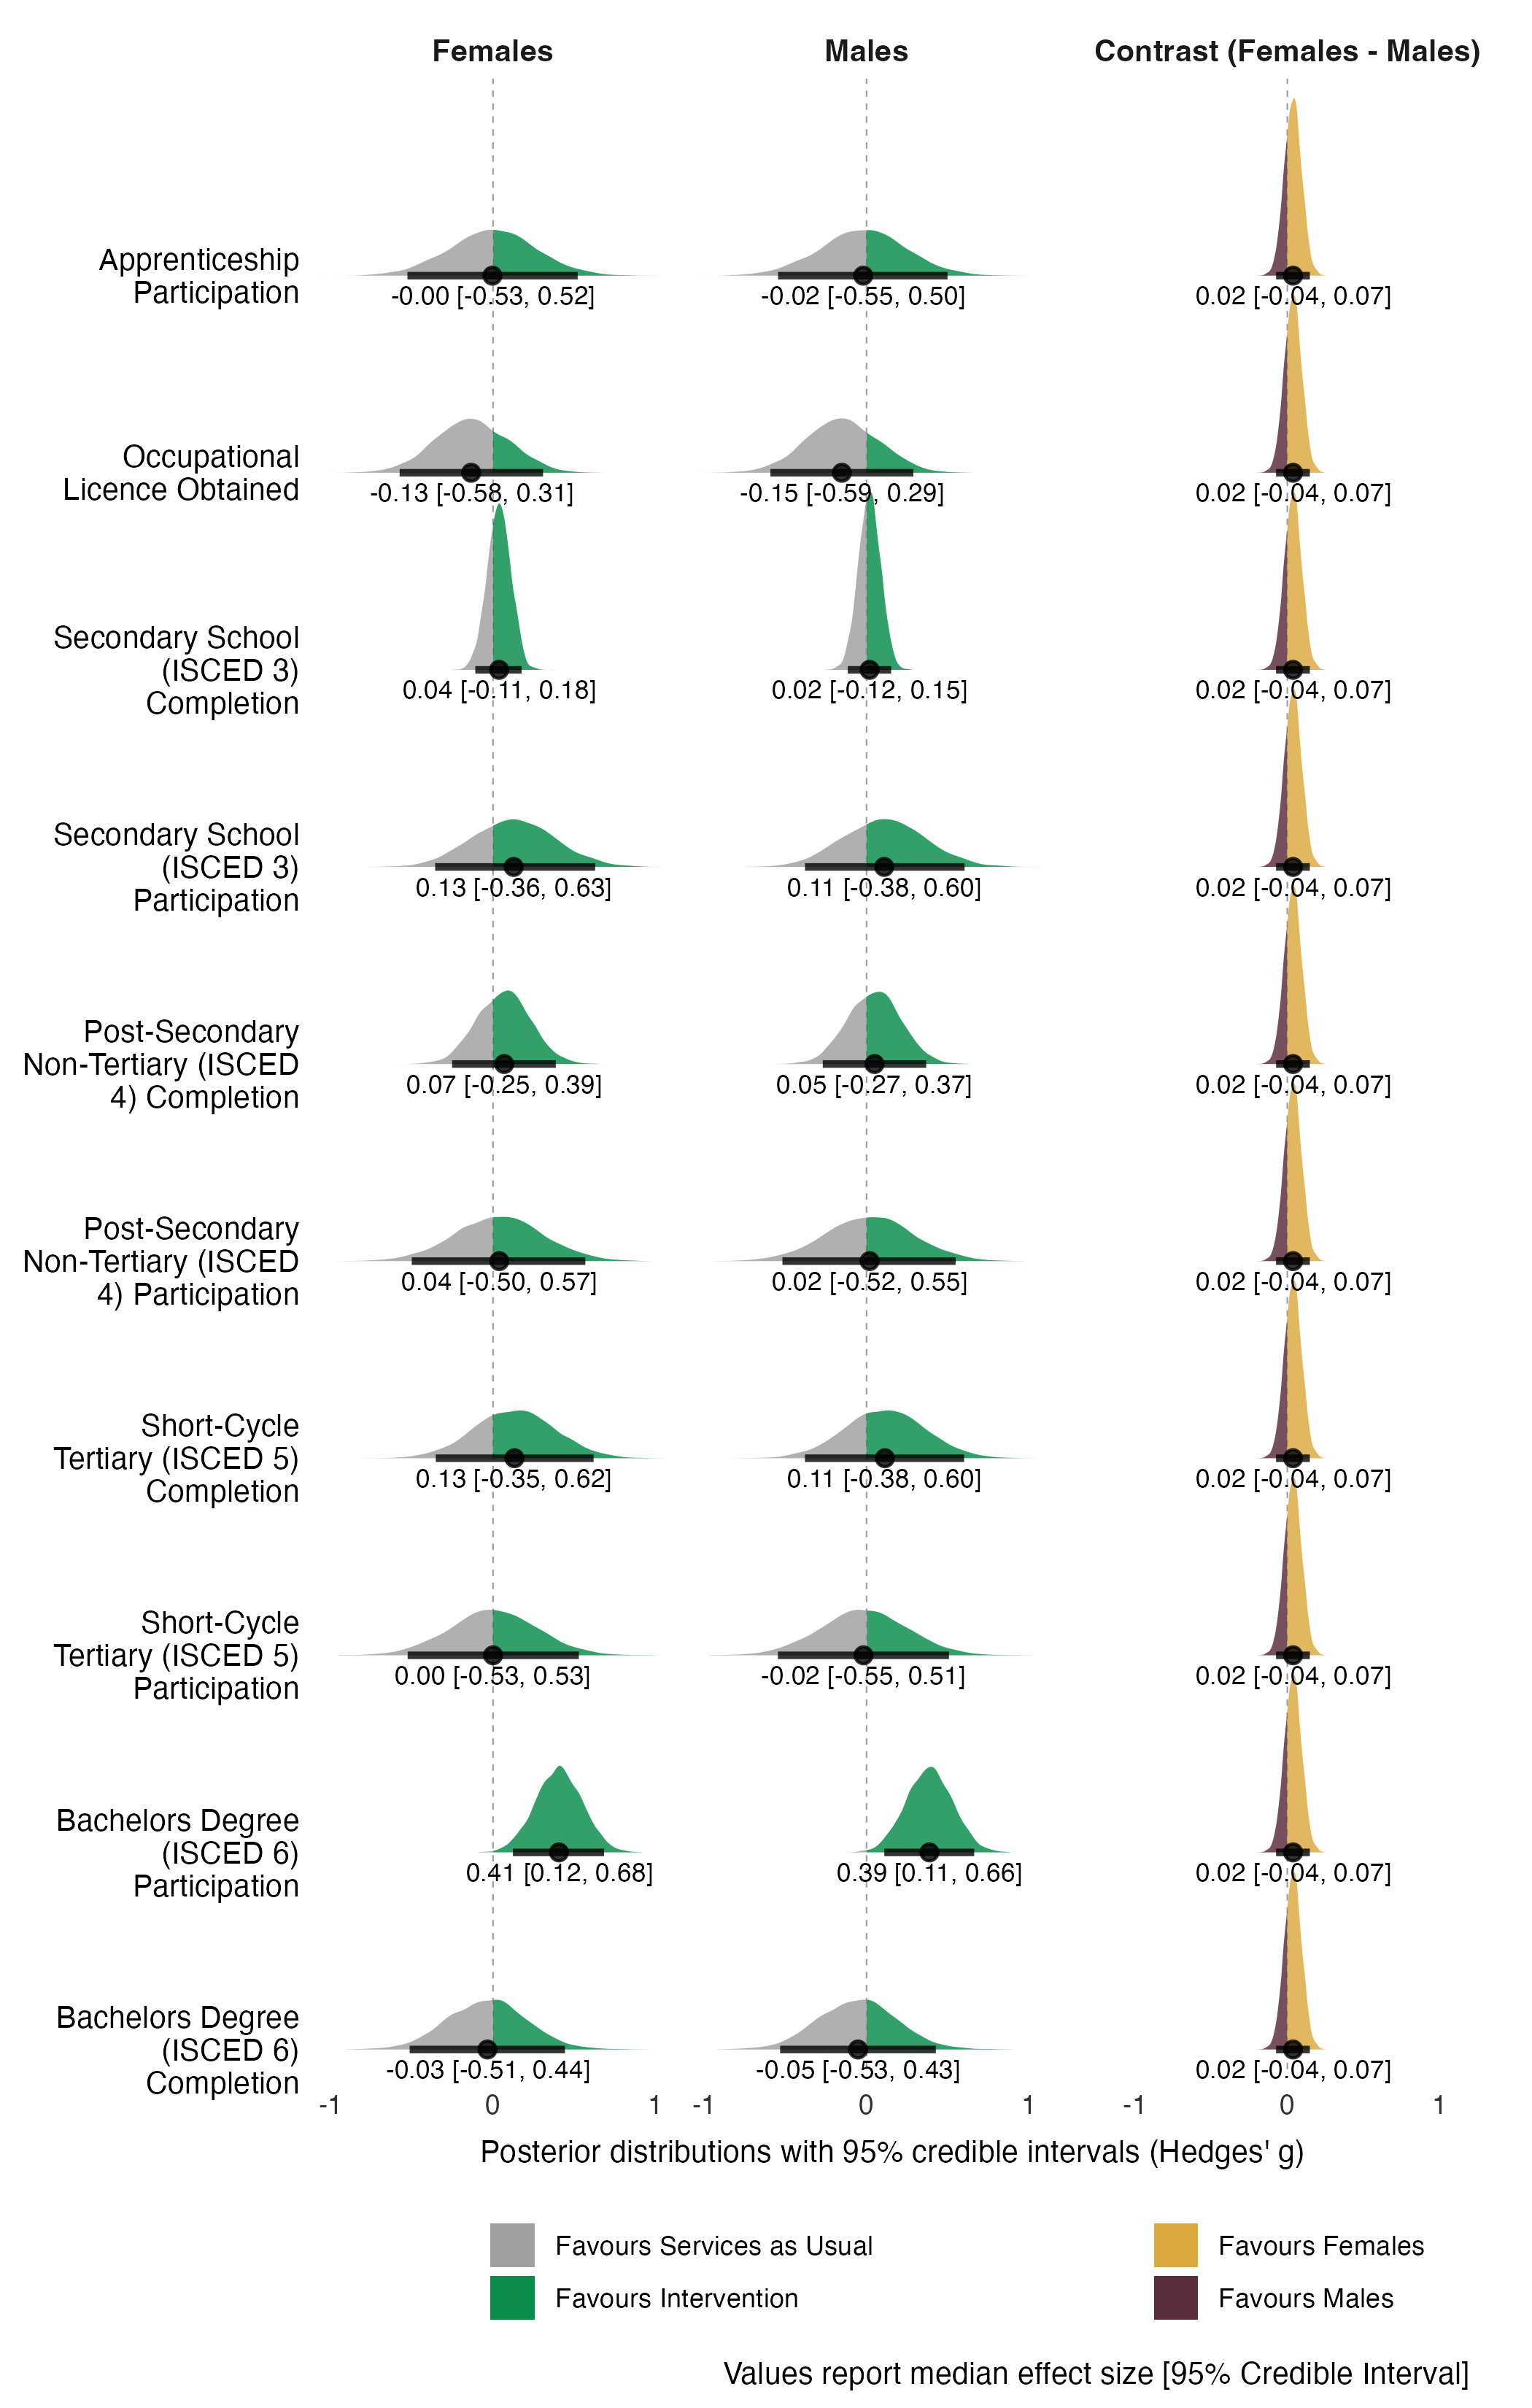 Females Males Contrast (Females - Males)
Apprenticeship
Participation
-0.00 [-0.53, 0.52] -0.02 [-0.55, 0.50] 0.02 [-0.04, 0.07]
Occupational
Licence Obtained
-0.13 [-0.58, 0.31] -0.15 [-0.59, 0.29] 0.02 [-0.04, 0.07]
Secondary School
(ISCED 3)
Completion
0.04 [-0.11, 0.18] 0.02 [-0.12, 0.15] 0.02 [-0.04, 0.07]
Secondary School
(ISCED 3)
Participation
0.13 [-0.36, 0.63] 0.11 [-0.38, 0.60] 0.02 [-0.04, 0.07]
Post-Secondary
Non-Tertiary (ISCED
4) Completion
0.07 [-0.25, 0.39] 0.05 [-0.27, 0.37] 0.02 [-0.04, 0.07]
Post-Secondary
Non-Tertiary (ISCED
4) Participation
0.04 [-0.50, 0.57] 0.02 [-0.52, 0.55] 0.02 [-0.04, 0.07]
Short-Cycle
Tertiary (ISCED 5)
Completion
0.13 [-0.35, 0.62] 0.11 [-0.38, 0.60] 0.02 [-0.04, 0.07]
Short-Cycle
Tertiary (ISCED 5)
Participation
0.00 [-0.53, 0.53] -0.02 [-0.55, 0.51] 0.02 [-0.04, 0.07]
Bachelors Degree
(ISCED 6)
Participation
0.41 [0.12, 0.68] 0.39 [0.11, 0.66] 0.02 [-0.04, 0.07]
Bachelors Degree
(ISCED 6)
Completion
-0.03 [-0.51, 0.44] -0.05 [-0.53, 0.43] 0.02 [-0.04, 0.07]
-1 0 1 -1 0 1 -1 0 1
Posterior distributions with 95% credible intervals (Hedges' g)
Favours Services as Usual Favours Females
Favours Intervention Favours Males
Values report median effect size [95% Credible Interval]